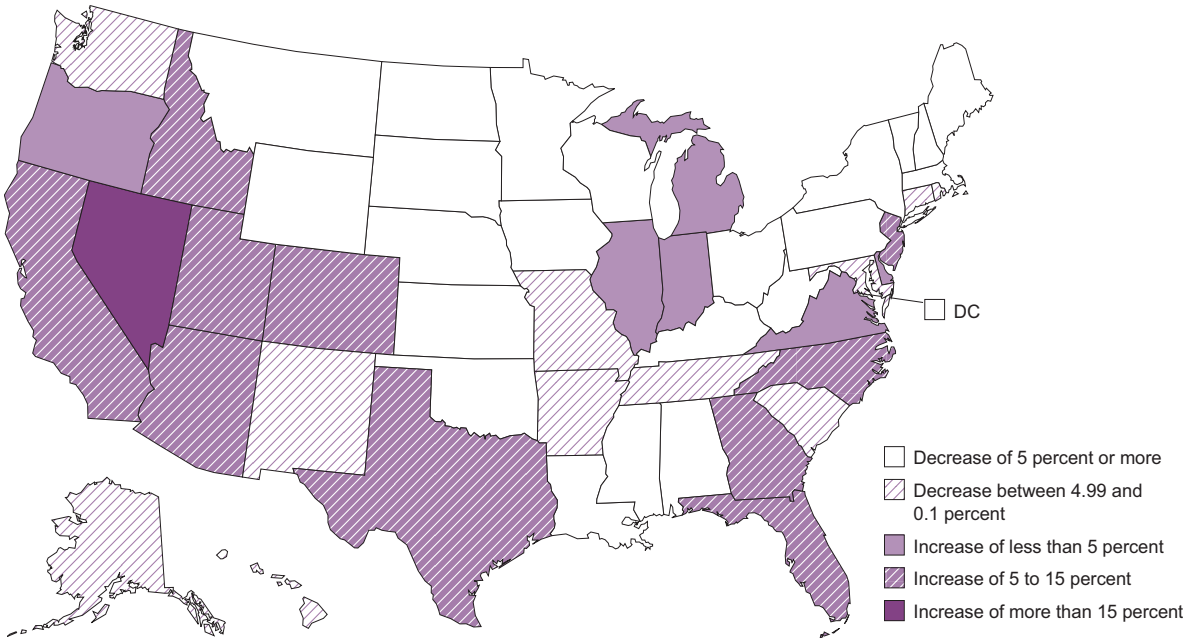 DC
Decrease of 5 percent or more
Decrease between 4.99 and
0.1 percent
Increase of less than 5 percent
Increase of 5 to 15 percent
Increase of more than 15 percent